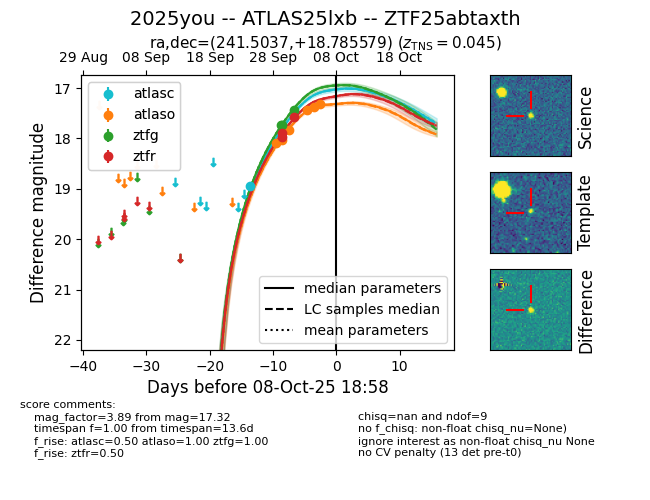 2025you -- ATLAS25lxb -- ZTF25abtaxth
ra,dec=(241.5037,+18.785579) (z_TNS = 0.045)
29 Aug 08 Sep 18 Sep 28 Sep 08 Oct 18 Oct
17
18
19
20
21
22
Difference magnitude
atlasc
atlaso
ztfg
ztfr
median parameters
LC samples median
mean parameters
−40 −30 −20 −10 0 10
Days before 08-Oct-25 18:58
Science
Template
Difference
score comments:
mag_factor=3.89 from mag=17.32
timespan f=1.00 from timespan=13.6d
f_rise: atlasc=0.50 atlaso=1.00 ztfg=1.00
f_rise: ztfr=0.50
chisq=nan and ndof=9
no f_chisq: non-float chisq_nu=None)
ignore interest as non-float chisq_nu None
no CV penalty (13 det pre-t0)